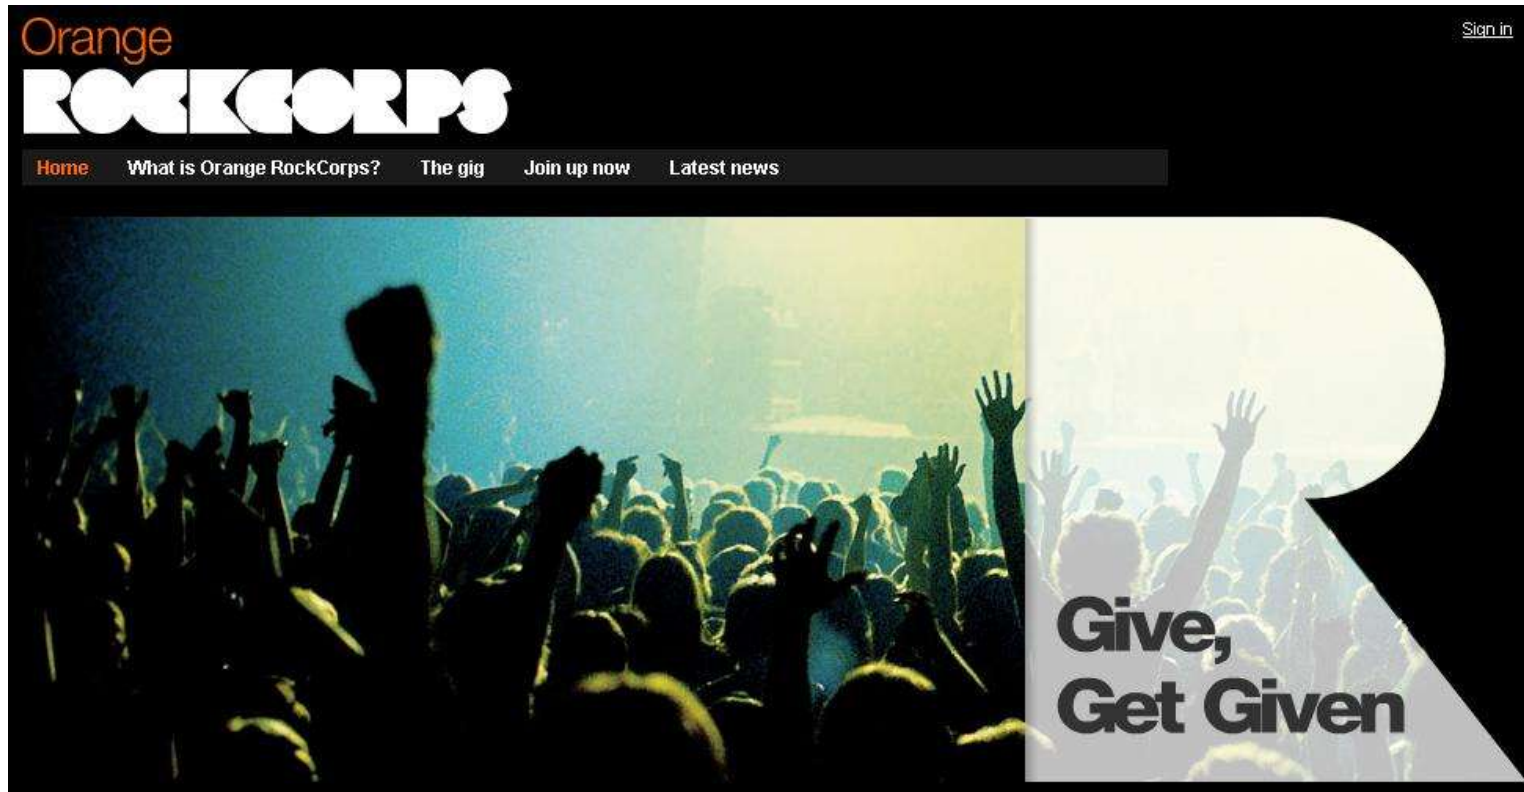 Orange
Sign in
ROCKCORPS
Home What is Orange RockCorps? The gig Join up now Latest news
Give,
Get Given